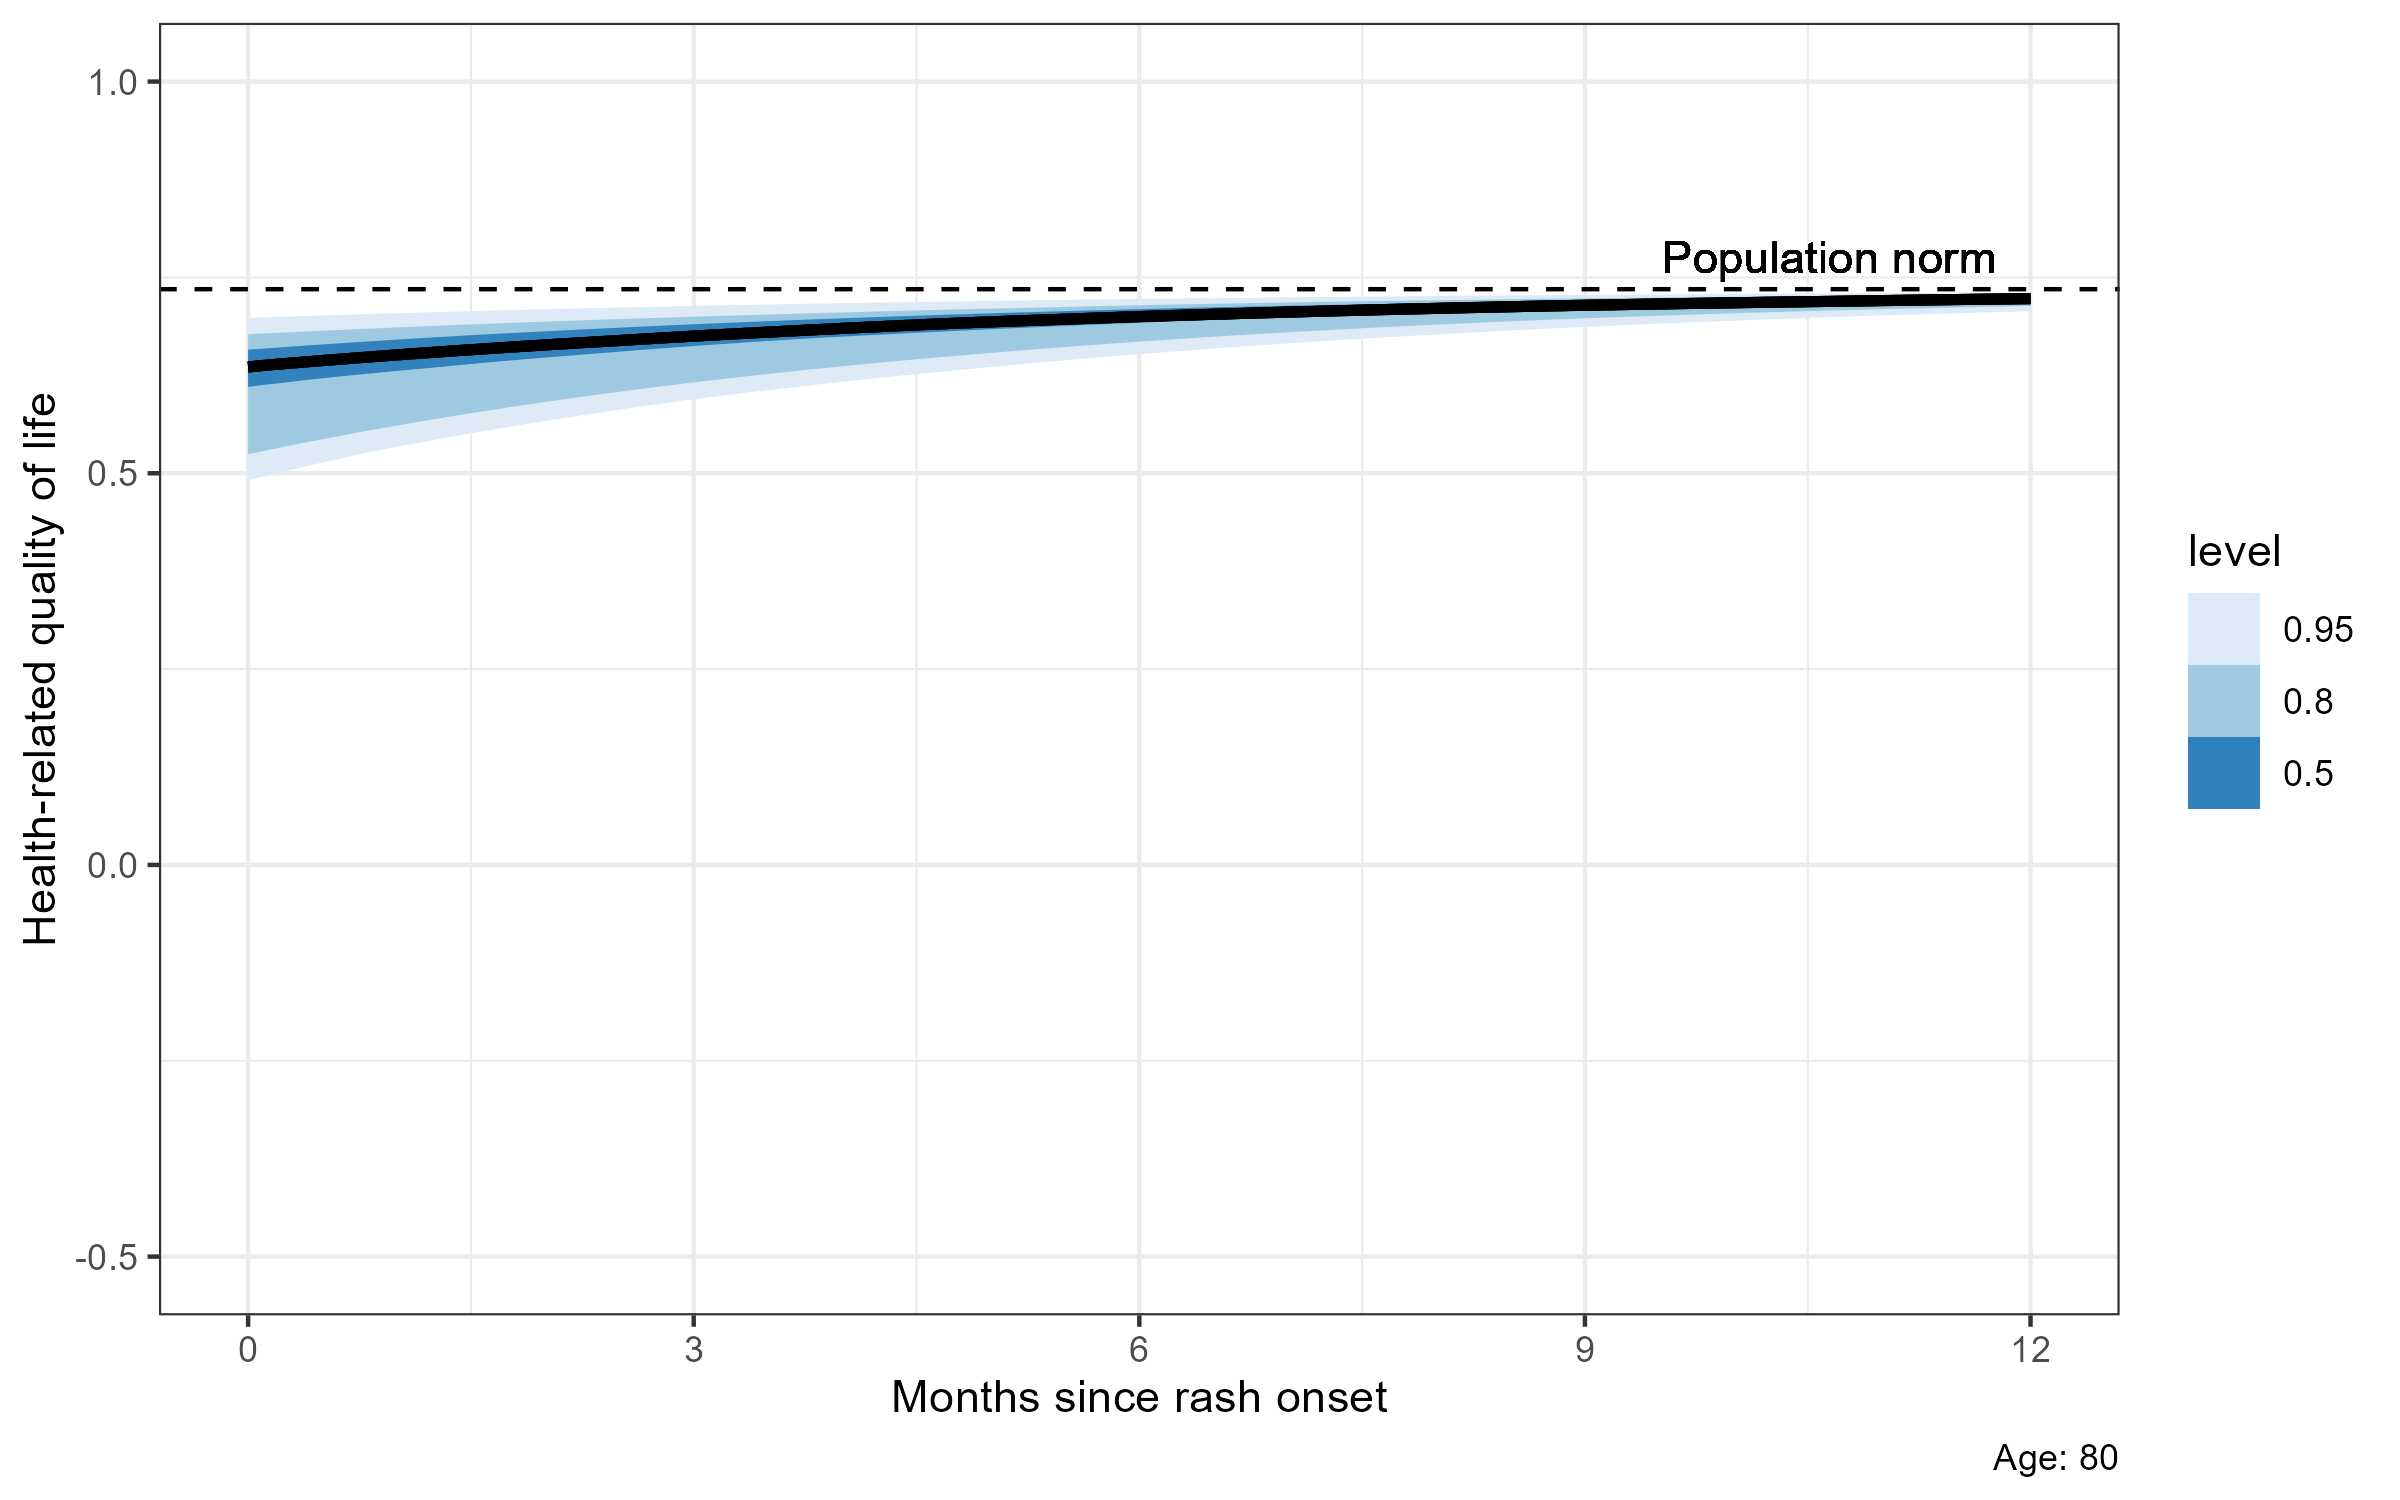 1.0
0.5
0.0
-0.5
Health-related quality of life
Population norm
0
3
6
9
12
Months since rash onset
Age: 80
level
0.95
0.8
0.5